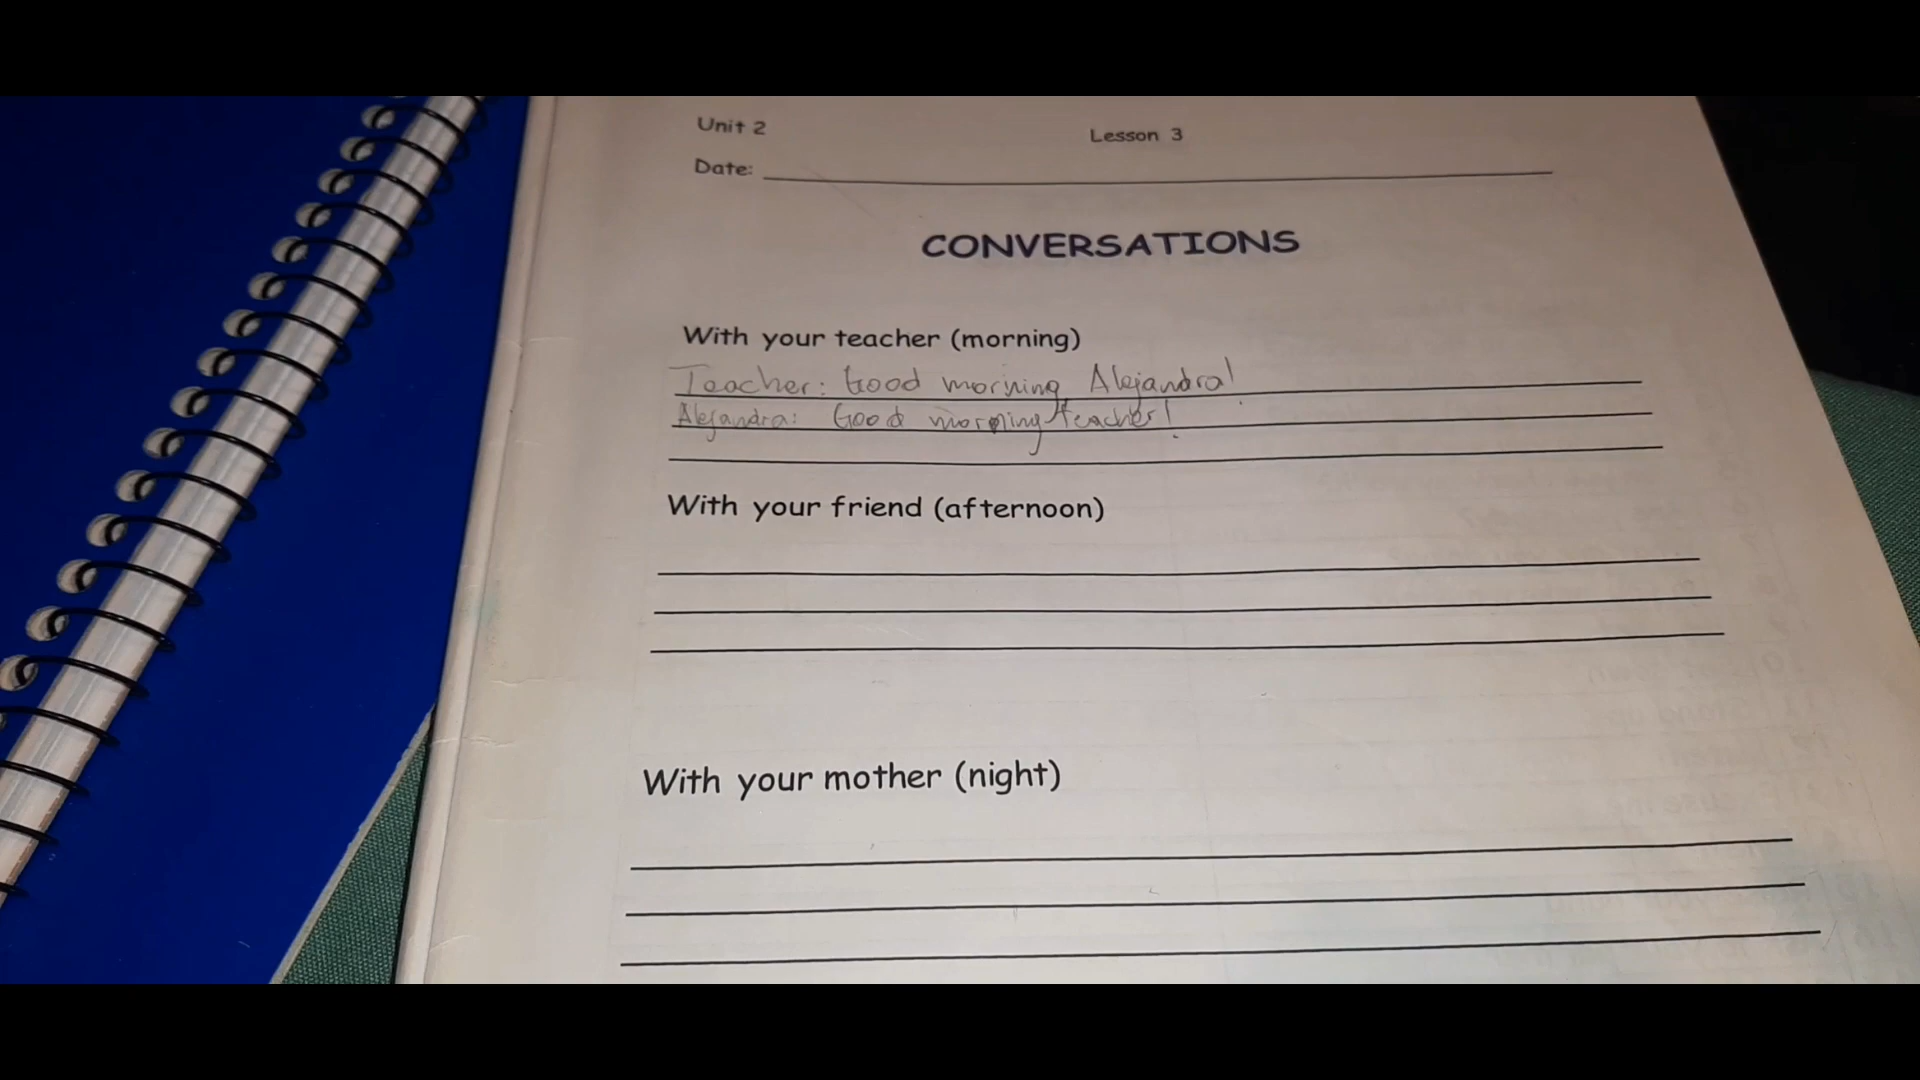 Unit 2
Lesson 3
Date:
CONVERSATIONS
With your teacher (morning)
Teacher: Good morning, Alejandra!
Alejandra: Good morning teacher!
With your friend (afternoon)
With your mother (night)